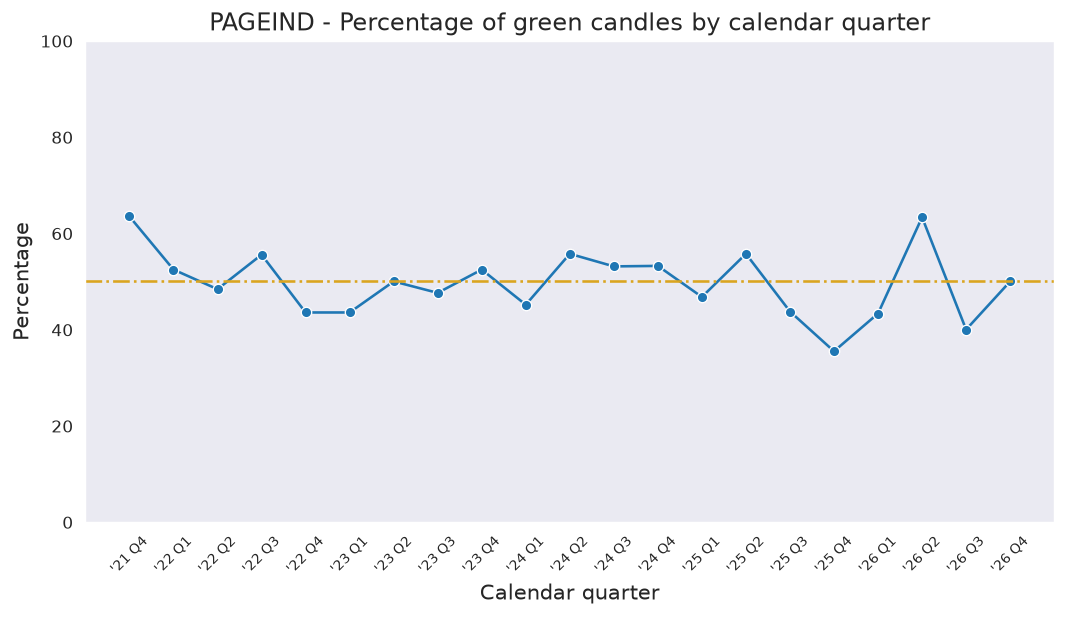 PAGEIND - Percentage of green candles by calendar quarter
100
80
60
40
20
0
Percentage
'21 Q4
'22 Q1
'22 Q2
'22 Q3
'22 Q4
'23 Q1
'23 Q2
'23 Q3
'23 Q4
'24 Q1
'24 Q2
'24 Q3
'24 Q4
'25 Q1
'25 Q2
'25 Q3
'25 Q4
'26 Q1
'26 Q2
'26 Q3
'26 Q4
Calendar quarter